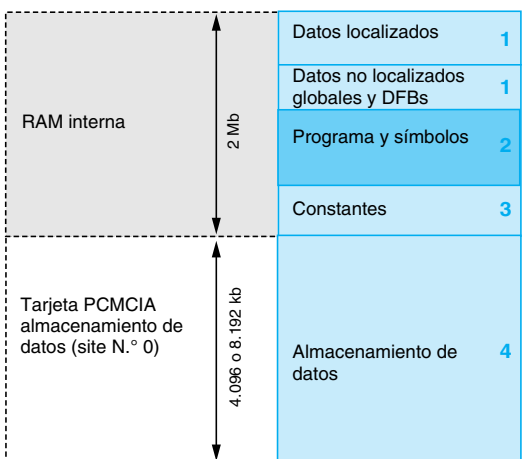 Datos localizados 1
Datos no localizados
globales y DFBs 1
RAM interna
2 Mb
Programa y símbolos 2
Constantes 3
Tarjeta PCMCIA
almacenamiento de
datos (site N.° 0)
4.096 o 8.192 kb
Almacenamiento de 4
datos